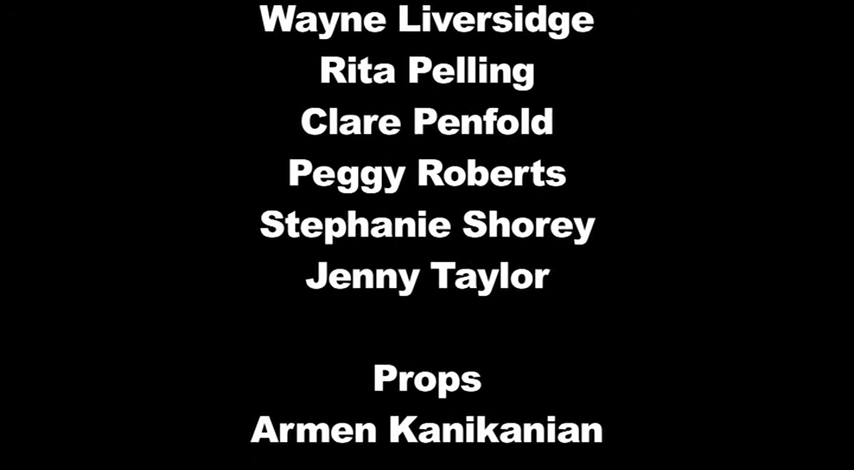 Wayne Liversidge
Rita Pelling
Clare Penfold
Peggy Roberts
Stephanie Shorey
Jenny Taylor
Props
Armen Kanikanian